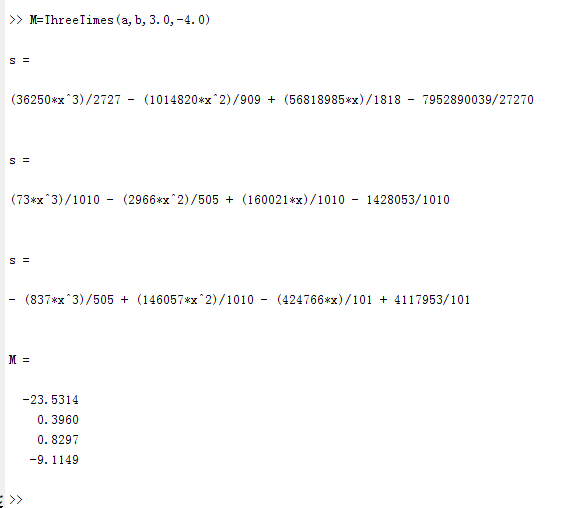 >> M=ThreeTimes(a,b,3.0,-4.0)
s =
(36250*x^3)/2727 - (1014820*x^2)/909 + (56818985*x)/1818 - 7952890039/27270
s =
(73*x^3)/1010 - (2966*x^2)/505 + (160021*x)/1010 - 1428053/1010
s =
- (837*x^3)/505 + (146057*x^2)/1010 - (424766*x)/101 + 4117953/101
M =
-23.5314
0.3960
0.8297
-9.1149
>>